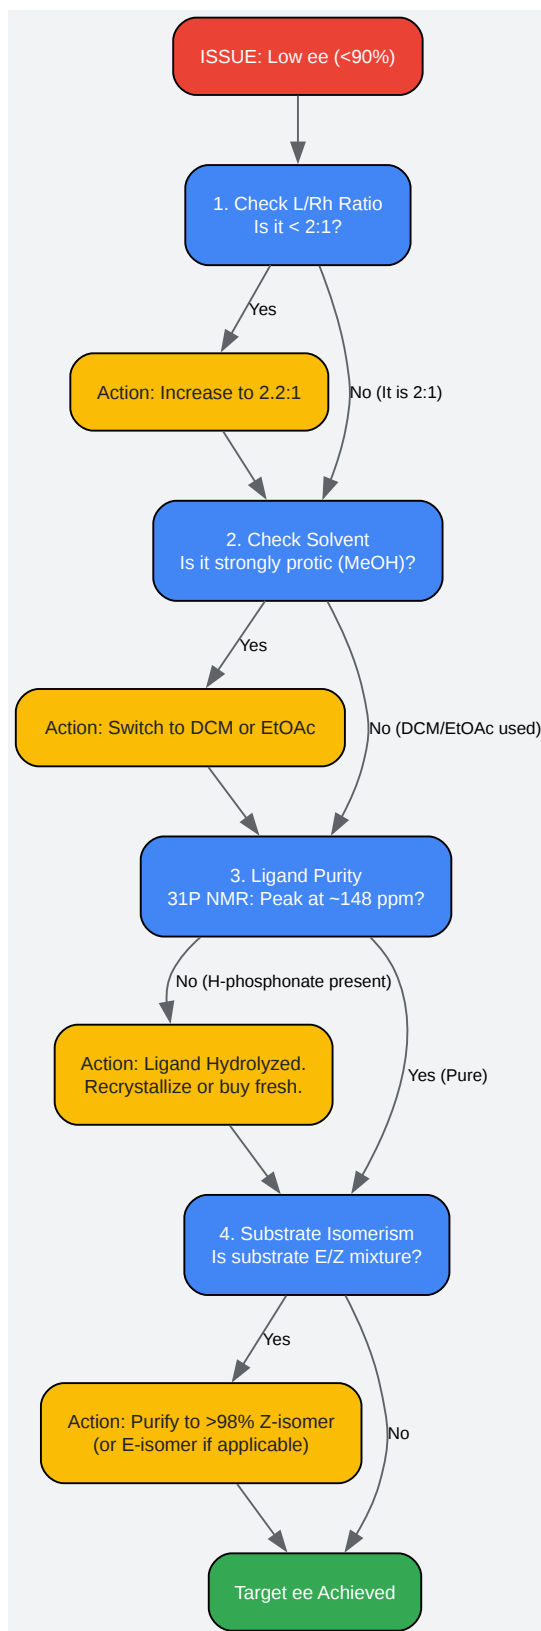 ISSUE: Low ee (<90%)
1. Check L/Rh Ratio
Is it < 2:1?
Yes
Action: Increase to 2.2:1
No (It is 2:1)
2. Check Solvent
Is it strongly protic (MeOH)?
Yes
Action: Switch to DCM or EtOAc
No (DCM/EtOAc used)
3. Ligand Purity
31P NMR: Peak at ~148 ppm?
No (H-phosphonate present)
Action: Ligand Hydrolyzed.
Recrystallize or buy fresh.
Yes (Pure)
4. Substrate Isomerism
Is substrate E/Z mixture?
Yes
Action: Purify to >98% Z-isomer
(or E-isomer if applicable)
No
Target ee Achieved